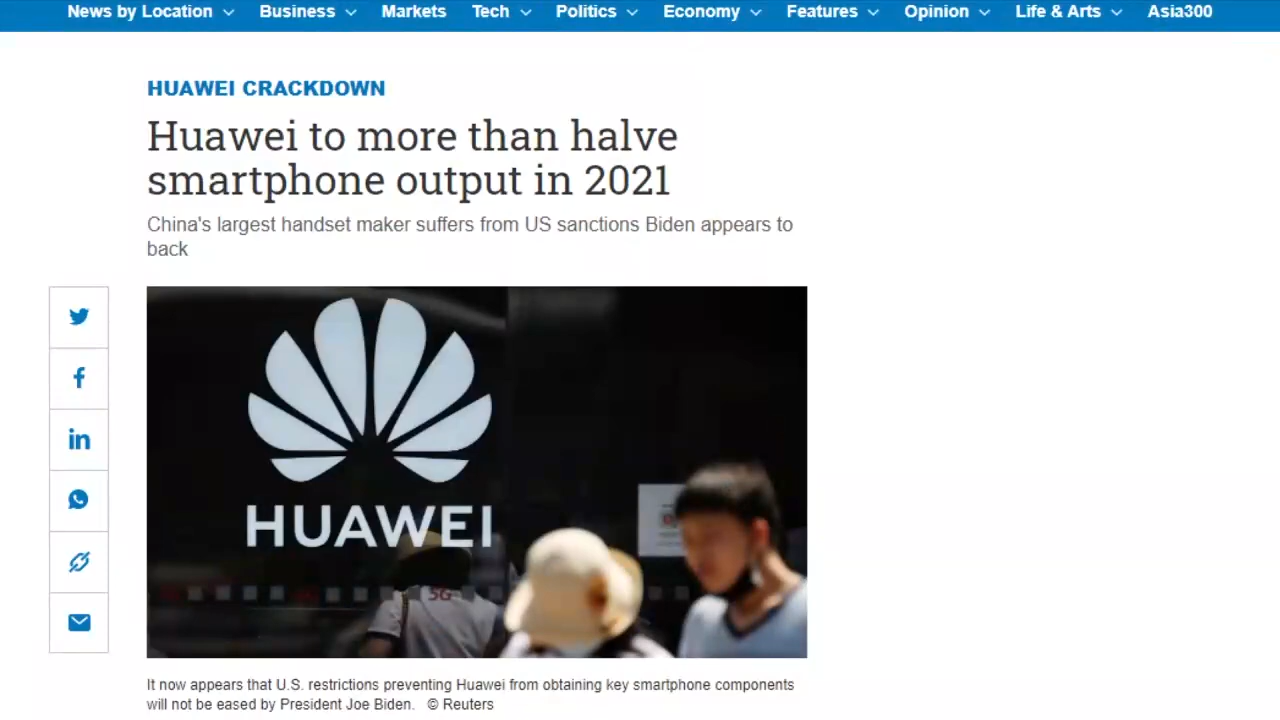 News by Location Business Markets Tech Politics Economy Features Opinion Life & Arts Asia300
HUAWEI CRACKDOWN
Huawei to more than halve
smartphone output in 2021
China's largest handset maker suffers from US sanctions Biden appears to
back
HUAWEI
5G
It now appears that U.S. restrictions preventing Huawei from obtaining key smartphone components
will not be eased by President Joe Biden. © Reuters